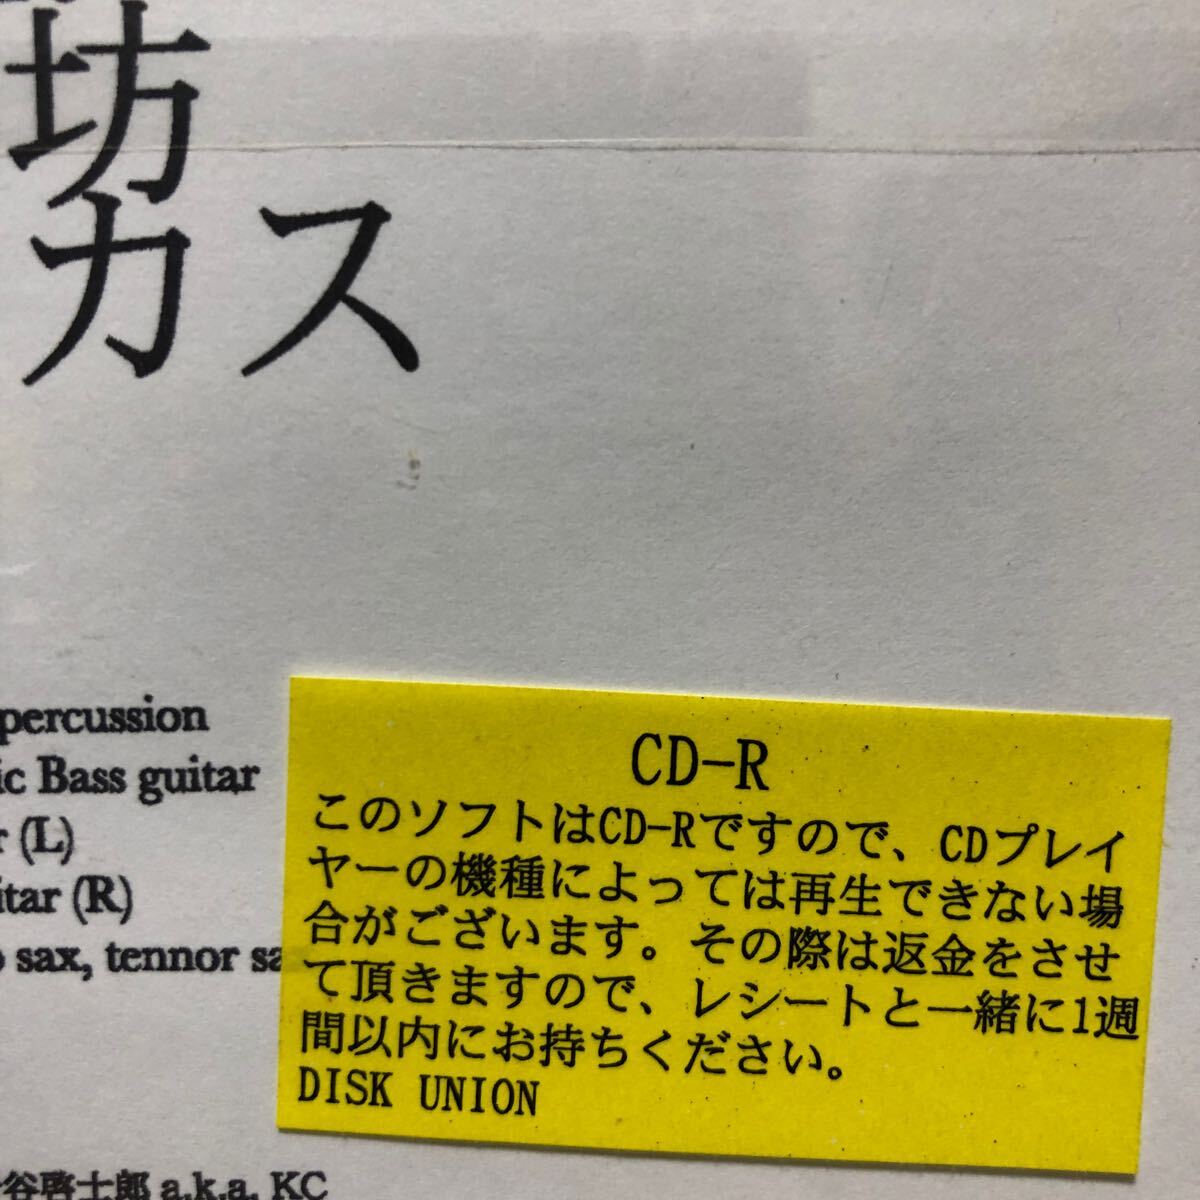 坊
カス
percussion
ic Bass guitar
r (L)
itar (R)
o sax, tennor sa
CD-R
このソフトはCD-Rですので、CDプレイ
ヤーの機種によっては再生できない場
合がございます。その際は返金をさせ
て頂きますので、レシートと一緒に1週
間以内にお持ちください。
DISK UNION
谷啓士郎 a.k.a. KC